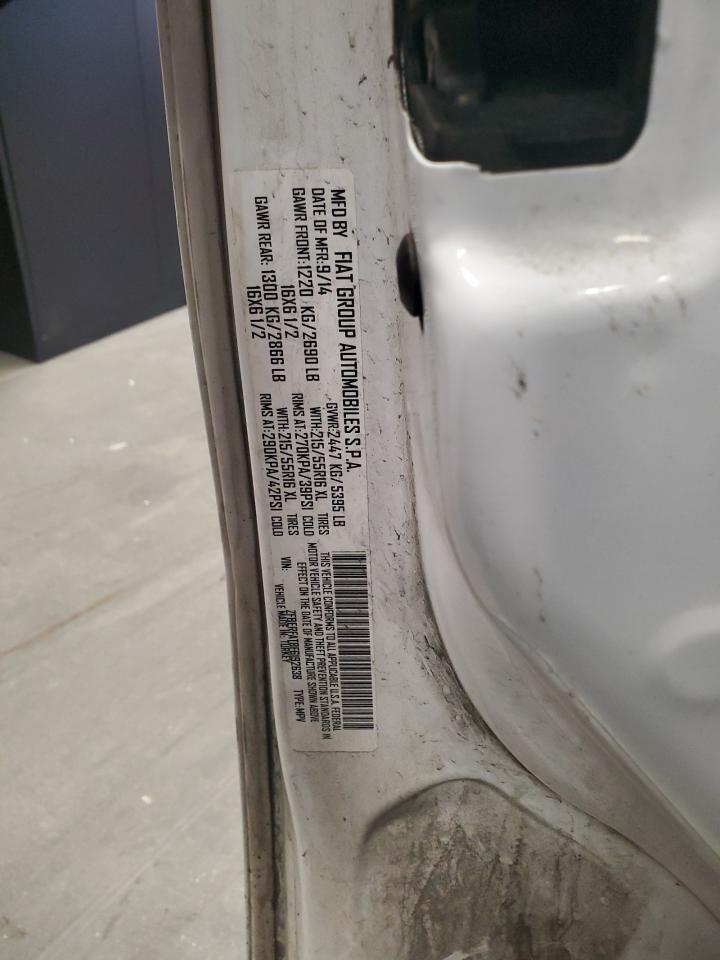 MFD BY FIAT GROUP AUTOMOBILES S.P.A.
DATE OF MFR:9/14 GVWR:2447 KG/5395 LB
GAWR FRONT:1220 KG/2690 LB WITH:215/55R16 XL TIRES
16X6 1/2 RIMS AT:270KPA/39PSI COLD
GAWR REAR: 1300 KG/2866 LB WITH:215/55R16 XL TIRES
16X6 1/2 RIMS AT:290KPA/42PSI COLD
THIS VEHICLE CONFORMS TO ALL APPLICABLE U.S.A. FEDERAL
MOTOR VEHICLE SAFETY AND THEFT PREVENTION STANDARDS IN
EFFECT ON THE DATE OF MANUFACTURE SHOWN ABOVE
VIN: TYPE:MPV
VEHICLE MADE IN: TURKEY